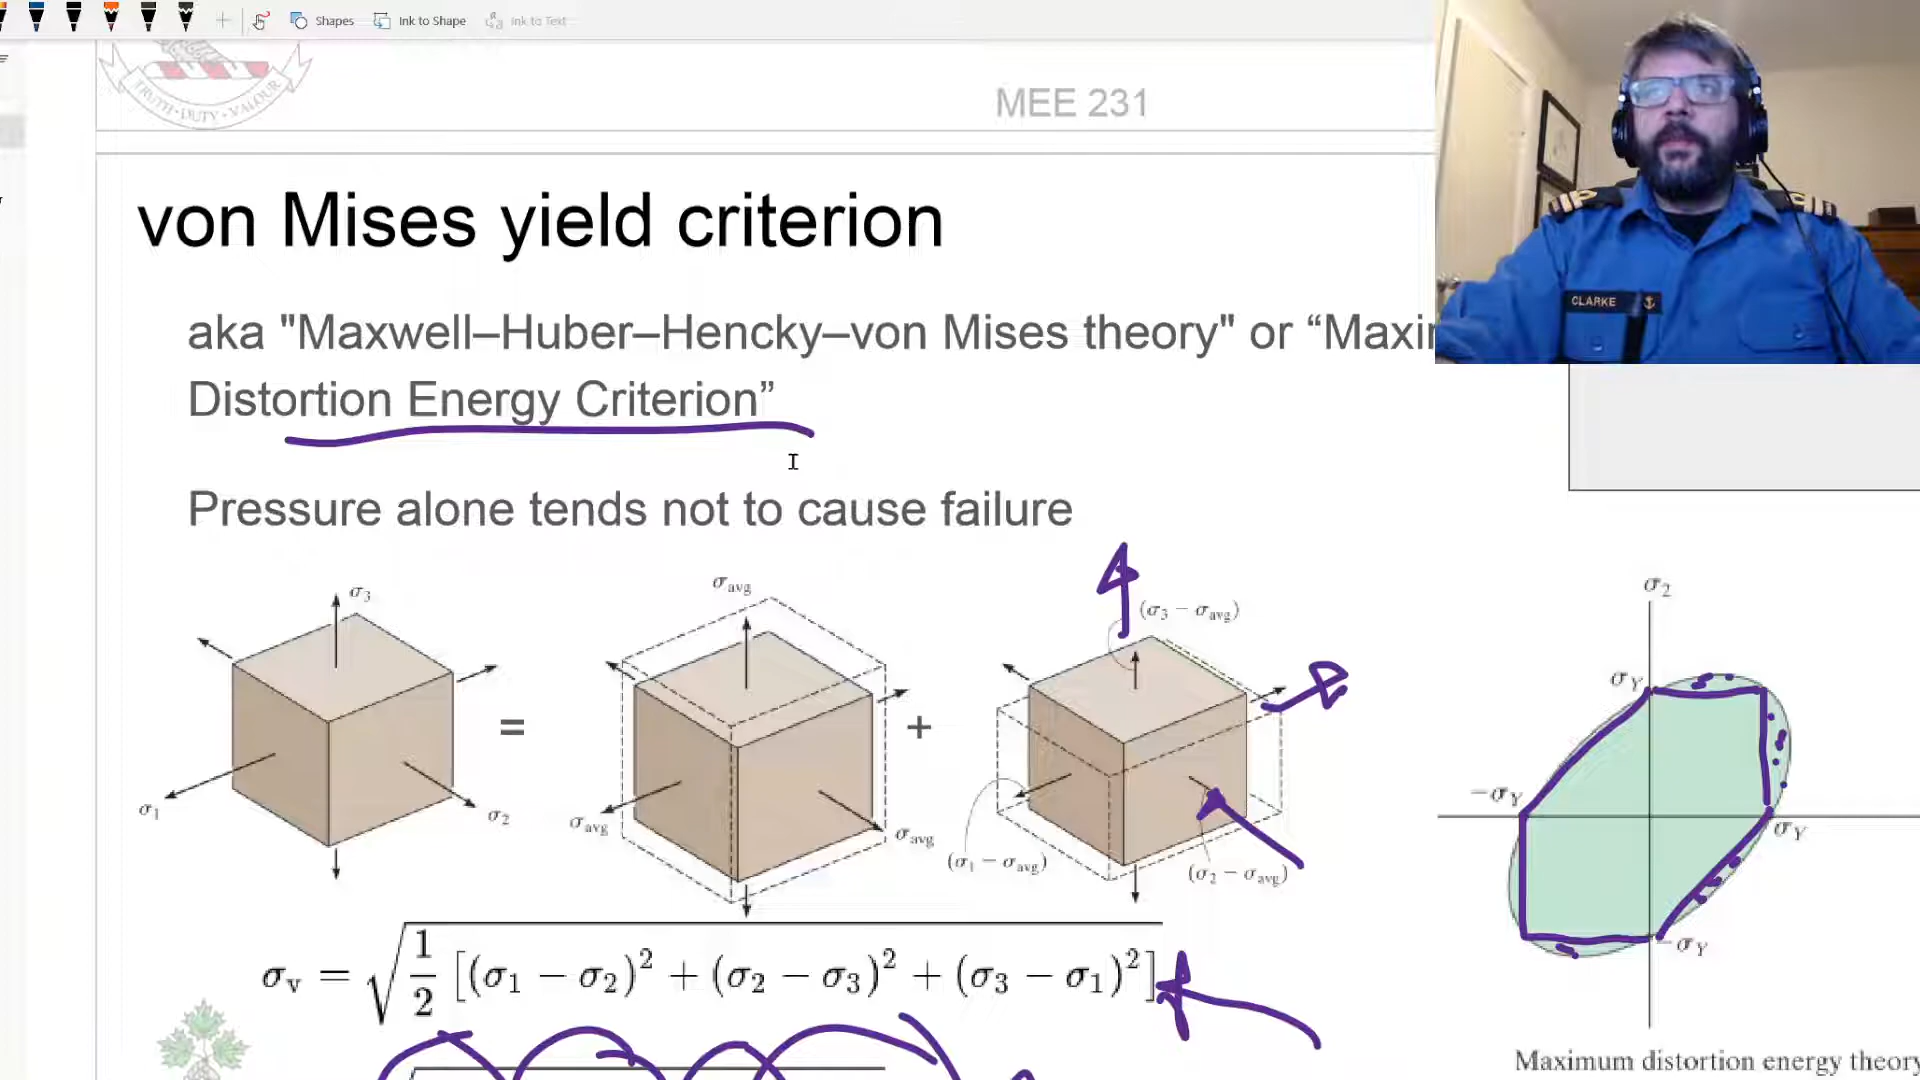 Shapes Ink to Shape Ink to Text
TRUTH · DUTY · VALOUR
MEE 231
CLARKE
von Mises yield criterion
aka "Maxwell–Huber–Hencky–von Mises theory" or “Maxi
Distortion Energy Criterion”
Pressure alone tends not to cause failure
σ3
σ1
σ2
=
σavg
σavg
σavg
+
(σ3 − σavg)
(σ1 − σavg)
(σ2 − σavg)
σ2
σY
−σY
σY
−σY
σv = √ 1/2 [(σ1 − σ2)² + (σ2 − σ3)² + (σ3 − σ1)²]
Maximum distortion energy theory